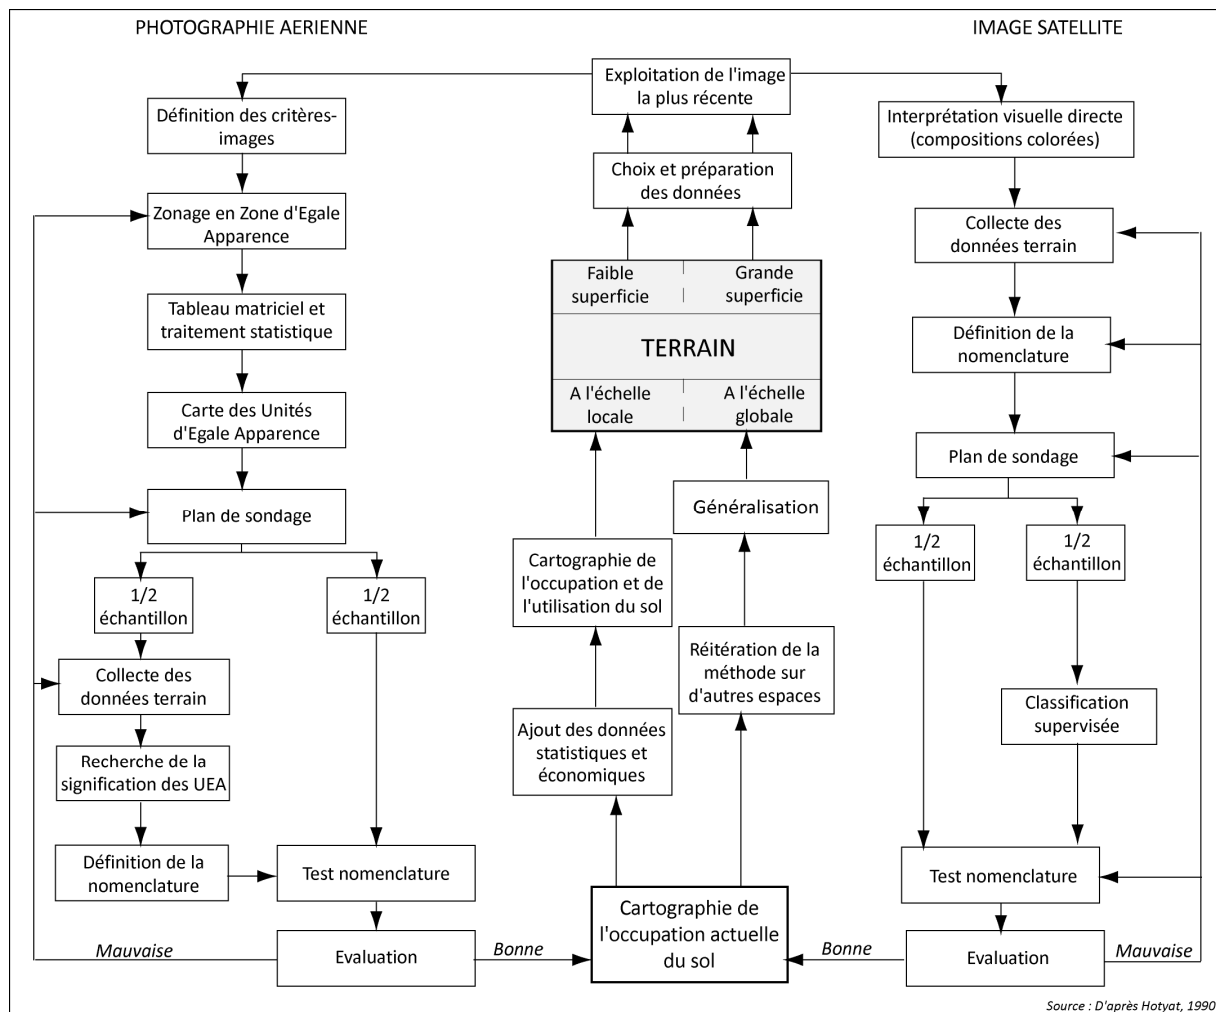 PHOTOGRAPHIE AERIENNE
IMAGE SATELLITE
Exploitation de l'image
la plus récente
Choix et préparation
des données
Faible
superficie
Grande
superficie
TERRAIN
A l'échelle
locale
A l'échelle
globale
Définition des critères-
images
Zonage en Zone d'Egale
Apparence
Tableau matriciel et
traitement statistique
Carte des Unités
d'Egale Apparence
Plan de sondage
1/2
échantillon
1/2
échantillon
Collecte des
données terrain
Recherche de la
signification des UEA
Définition de la
nomenclature
Test nomenclature
Evaluation
Mauvaise
Bonne
Cartographie de
l'occupation et de
l'utilisation du sol
Ajout des données
statistiques et
économiques
Généralisation
Réitération de la
méthode sur
d'autres espaces
Cartographie de
l'occupation actuelle
du sol
Interprétation visuelle directe
(compositions colorées)
Collecte des
données terrain
Définition de la
nomenclature
Plan de sondage
1/2
échantillon
1/2
échantillon
Classification
supervisée
Test nomenclature
Evaluation
Bonne
Mauvaise
Source : D'après Hotyat, 1990